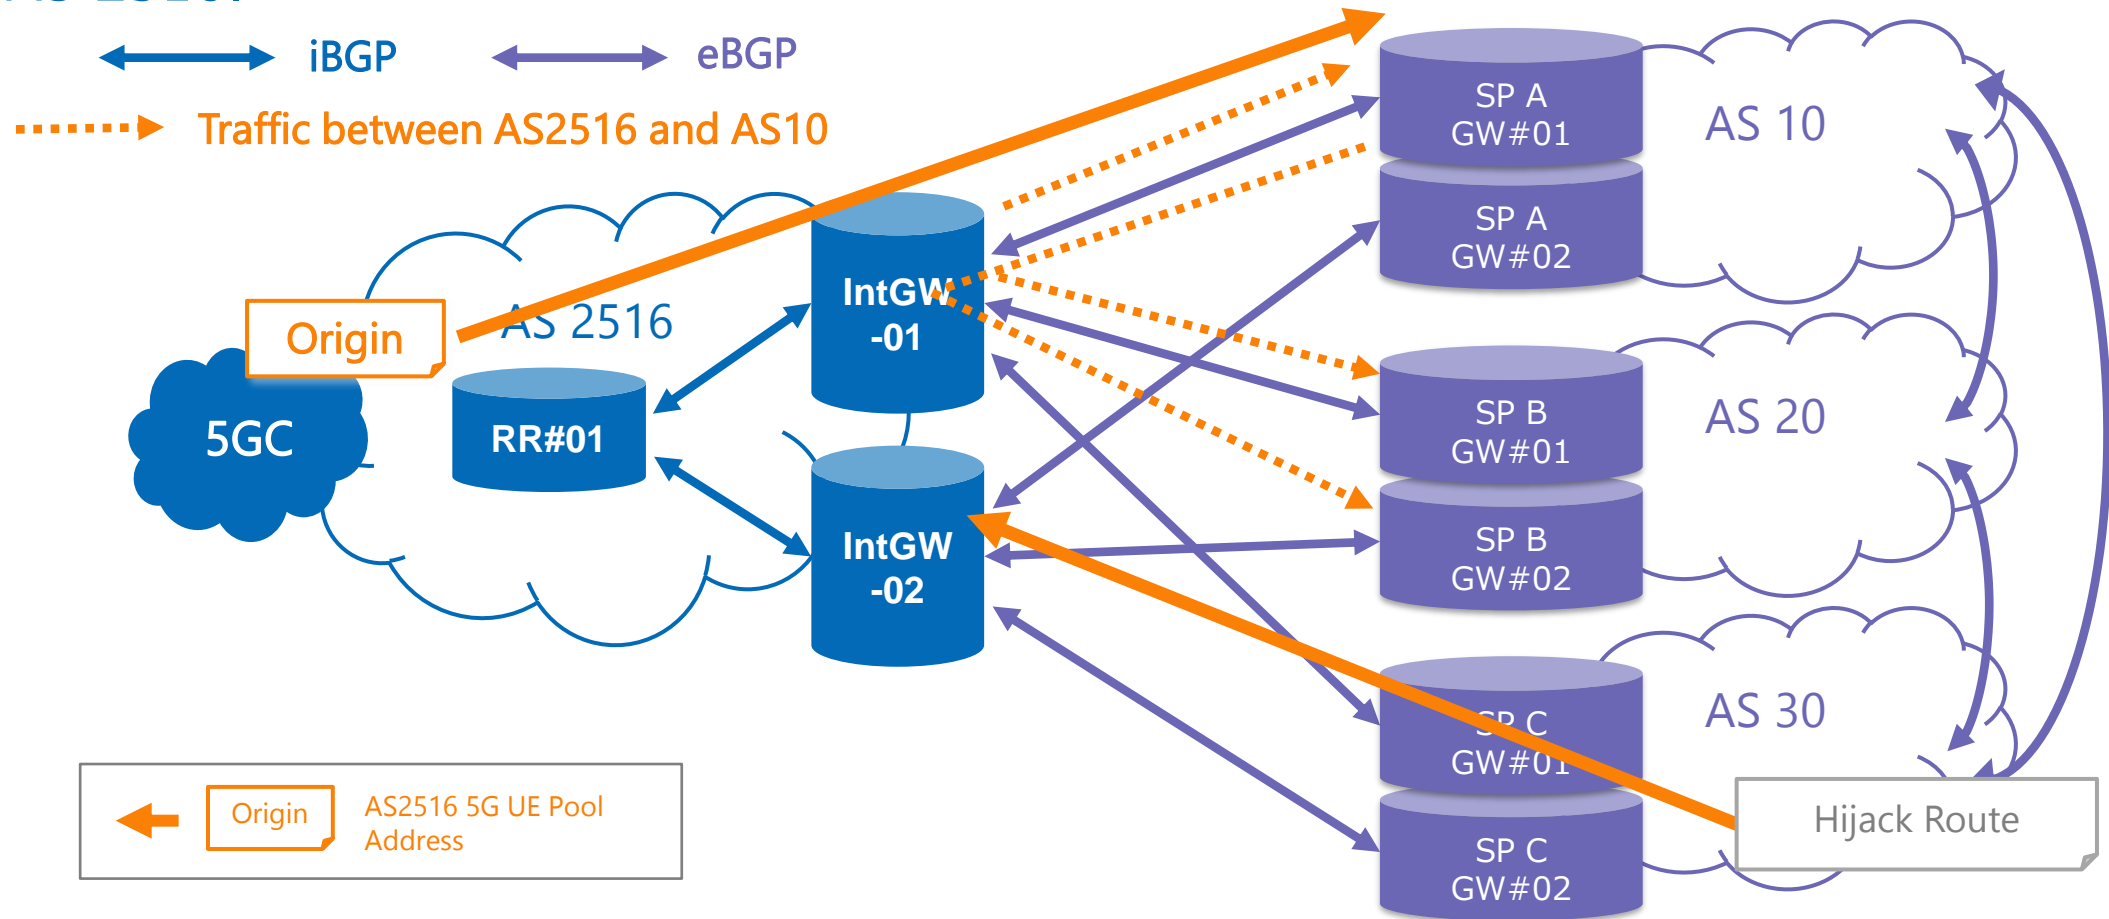 AS 2516.
iBGP
eBGP
Traffic between AS2516 and AS10
SP A
GW#01
AS 10
SP A
GW#02
IntGW
-01
Origin
AS 2516
5GC
RR#01
SP B
GW#01
AS 20
SP B
GW#02
IntGW
-02
SP C
GW#01
AS 30
SP C
GW#02
Hijack Route
Origin
AS2516 5G UE Pool
Address